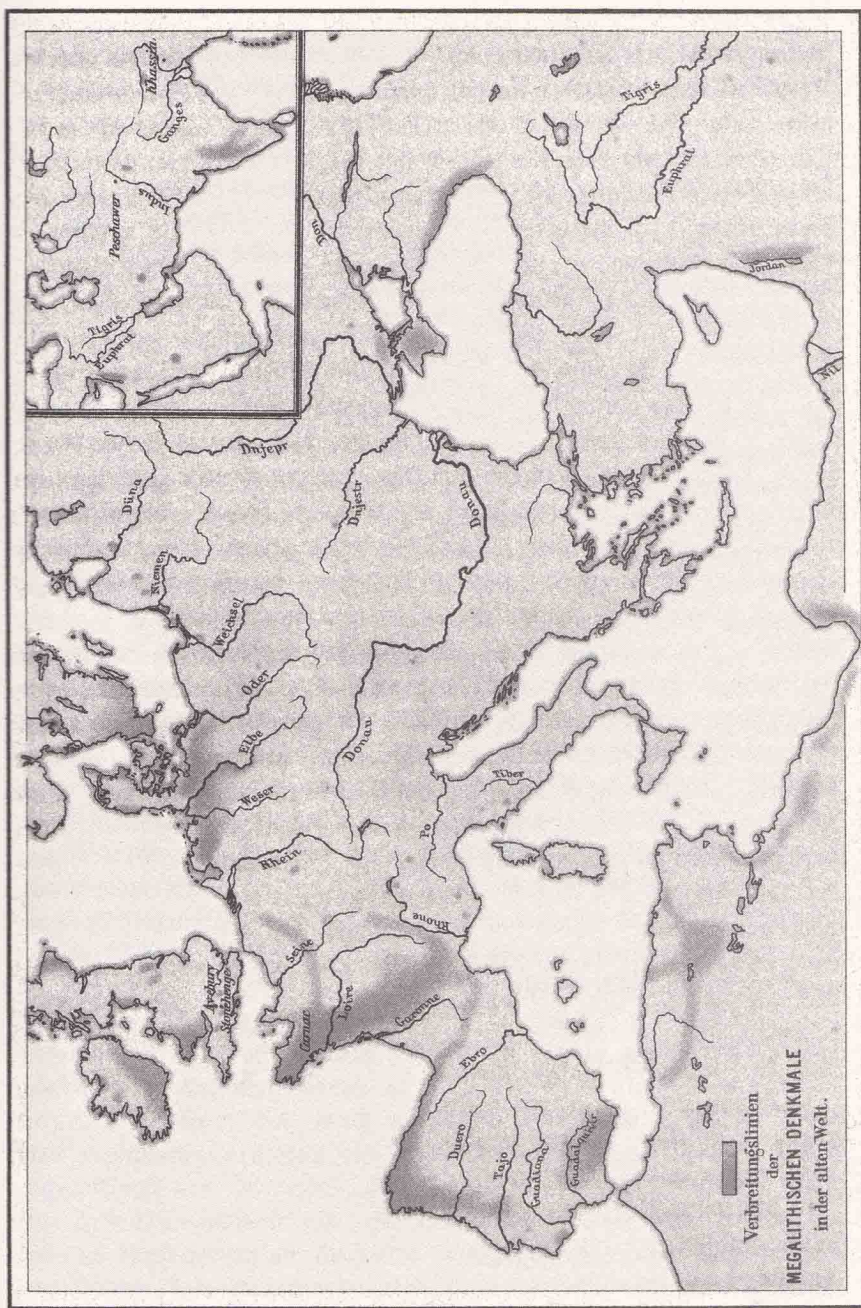 Verbreitungslinien
der
MEGALITHISCHEN DENKMALE
in der alten Welt.
Avebury
Stonehenge
Carnac
Seine
Loire
Garonne
Rhone
Ebro
Duero
Tajo
Guadiana
Guadalquivir
Rhein
Weser
Elbe
Oder
Weichsel
Niemen
Düna
Dnjepr
Dnjestr
Donau
Donau
Po
Tiber
Don
Tigris
Euphrat
Jordan
Nil
Tigris
Euphrat
Peschawer
Indus
Ganges
Khassia